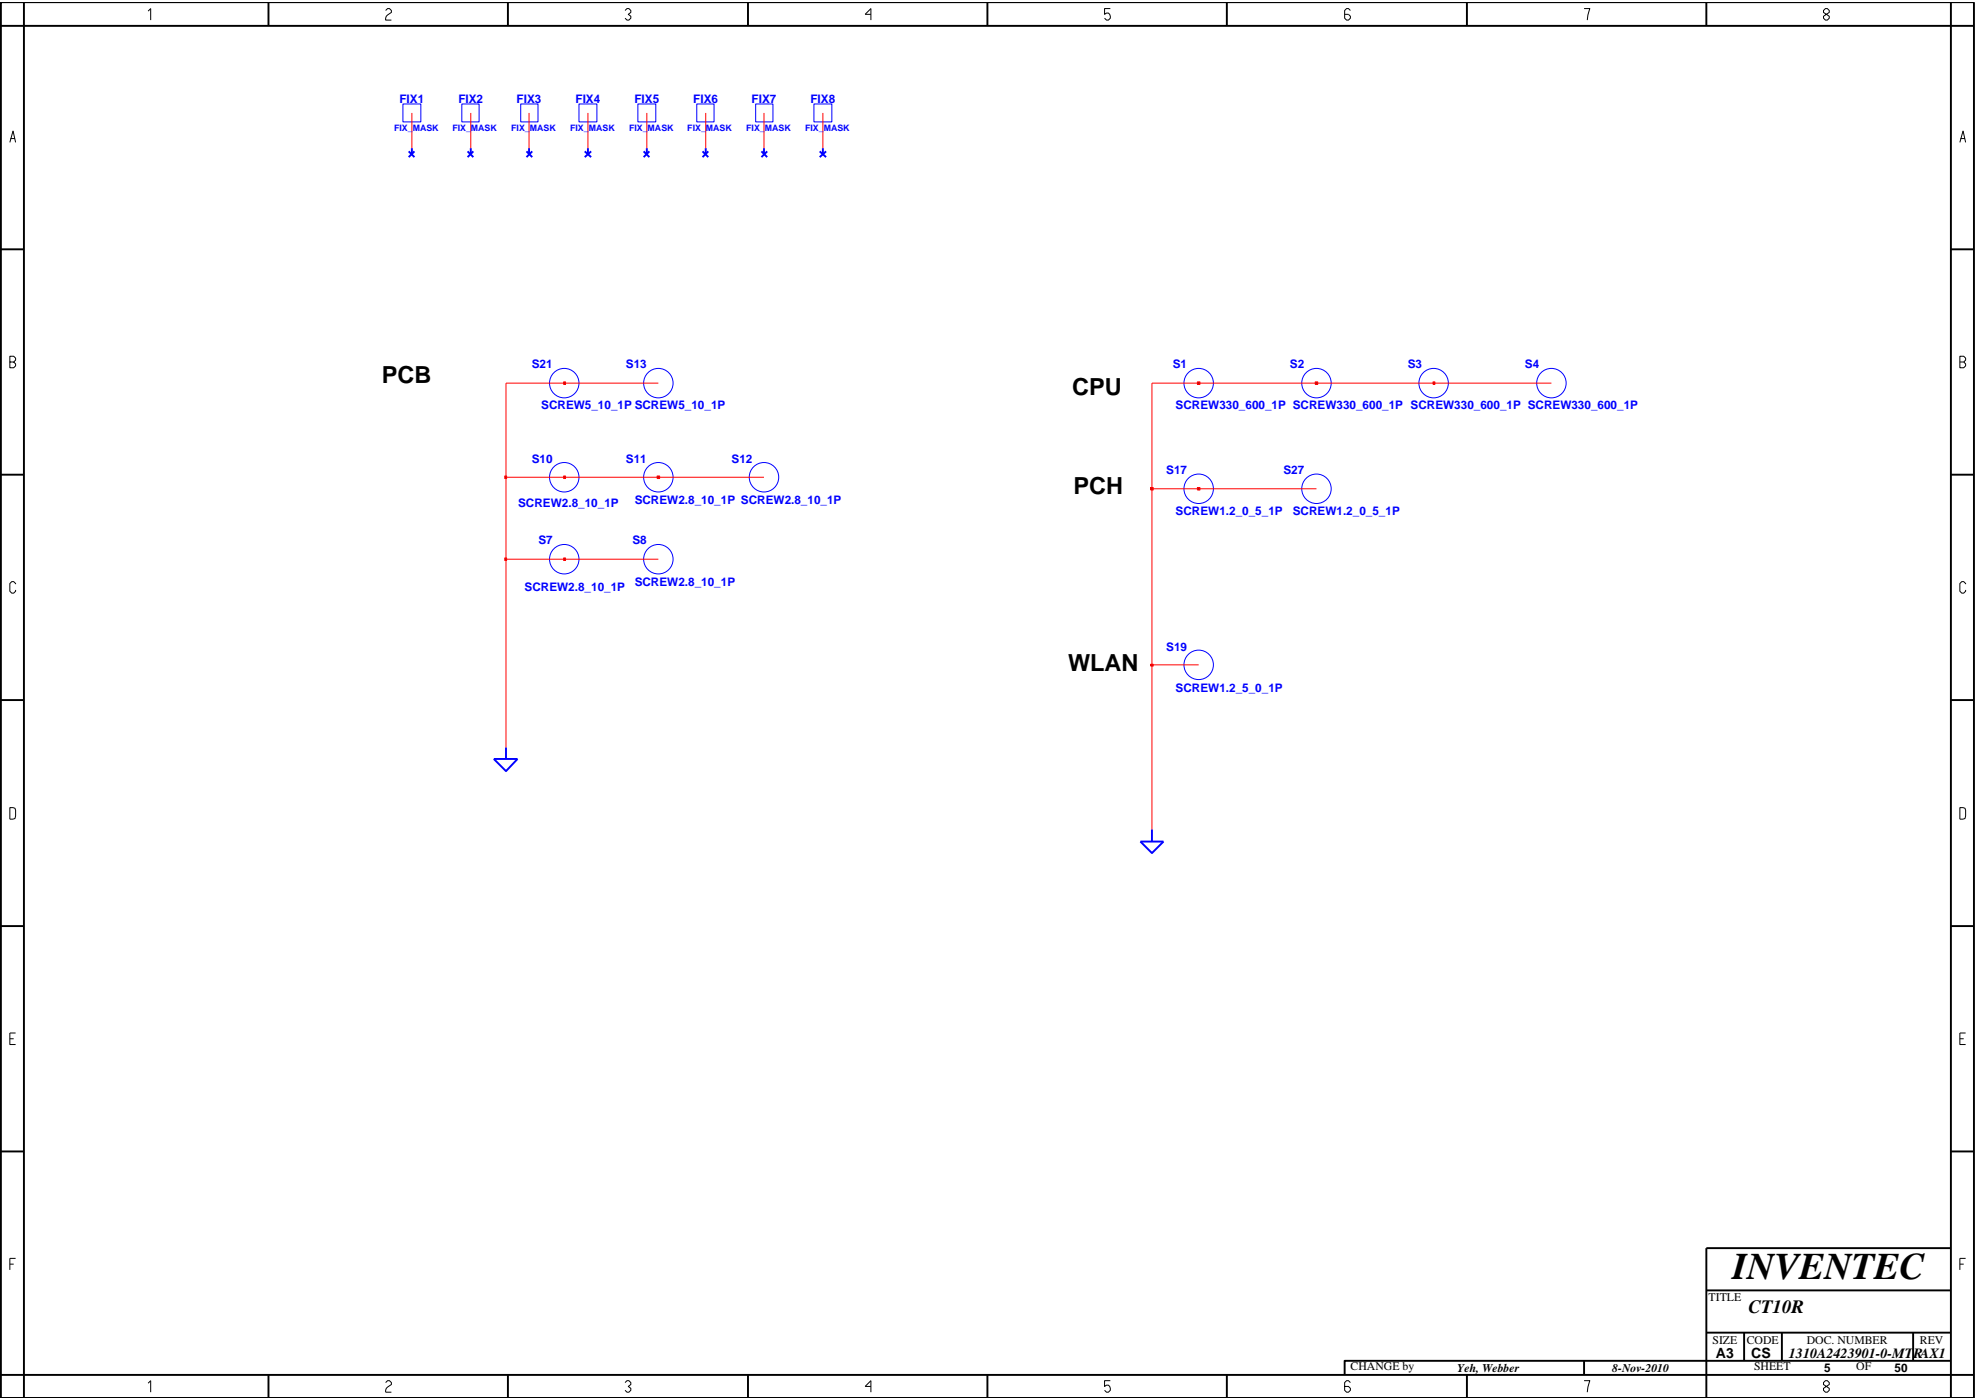 1 2 3 4 5 6 7 8
FIX1 FIX2 FIX3 FIX4 FIX5 FIX6 FIX7 FIX8
FIX_MASK FIX_MASK FIX_MASK FIX_MASK FIX_MASK FIX_MASK FIX_MASK FIX_MASK
A A
B B
PCB
S21 S13
SCREW5_10_1P SCREW5_10_1P
S10 S11 S12
SCREW2.8_10_1P SCREW2.8_10_1P SCREW2.8_10_1P
S7 S8
SCREW2.8_10_1P SCREW2.8_10_1P
CPU
S1 S2 S3 S4
SCREW330_600_1P SCREW330_600_1P SCREW330_600_1P SCREW330_600_1P
PCH
S17 S27
SCREW1.2_0_5_1P SCREW1.2_0_5_1P
C C
WLAN
S19
SCREW1.2_5_0_1P
D D
E E
F F
INVENTEC
TITLE CT10R
SIZE CODE DOC. NUMBER REV
A3 CS 1310A2423901-0-MTR AX1
CHANGE by Yeh, Webber 8-Nov-2010 SHEET 5 OF 50
1 2 3 4 5 6 7 8